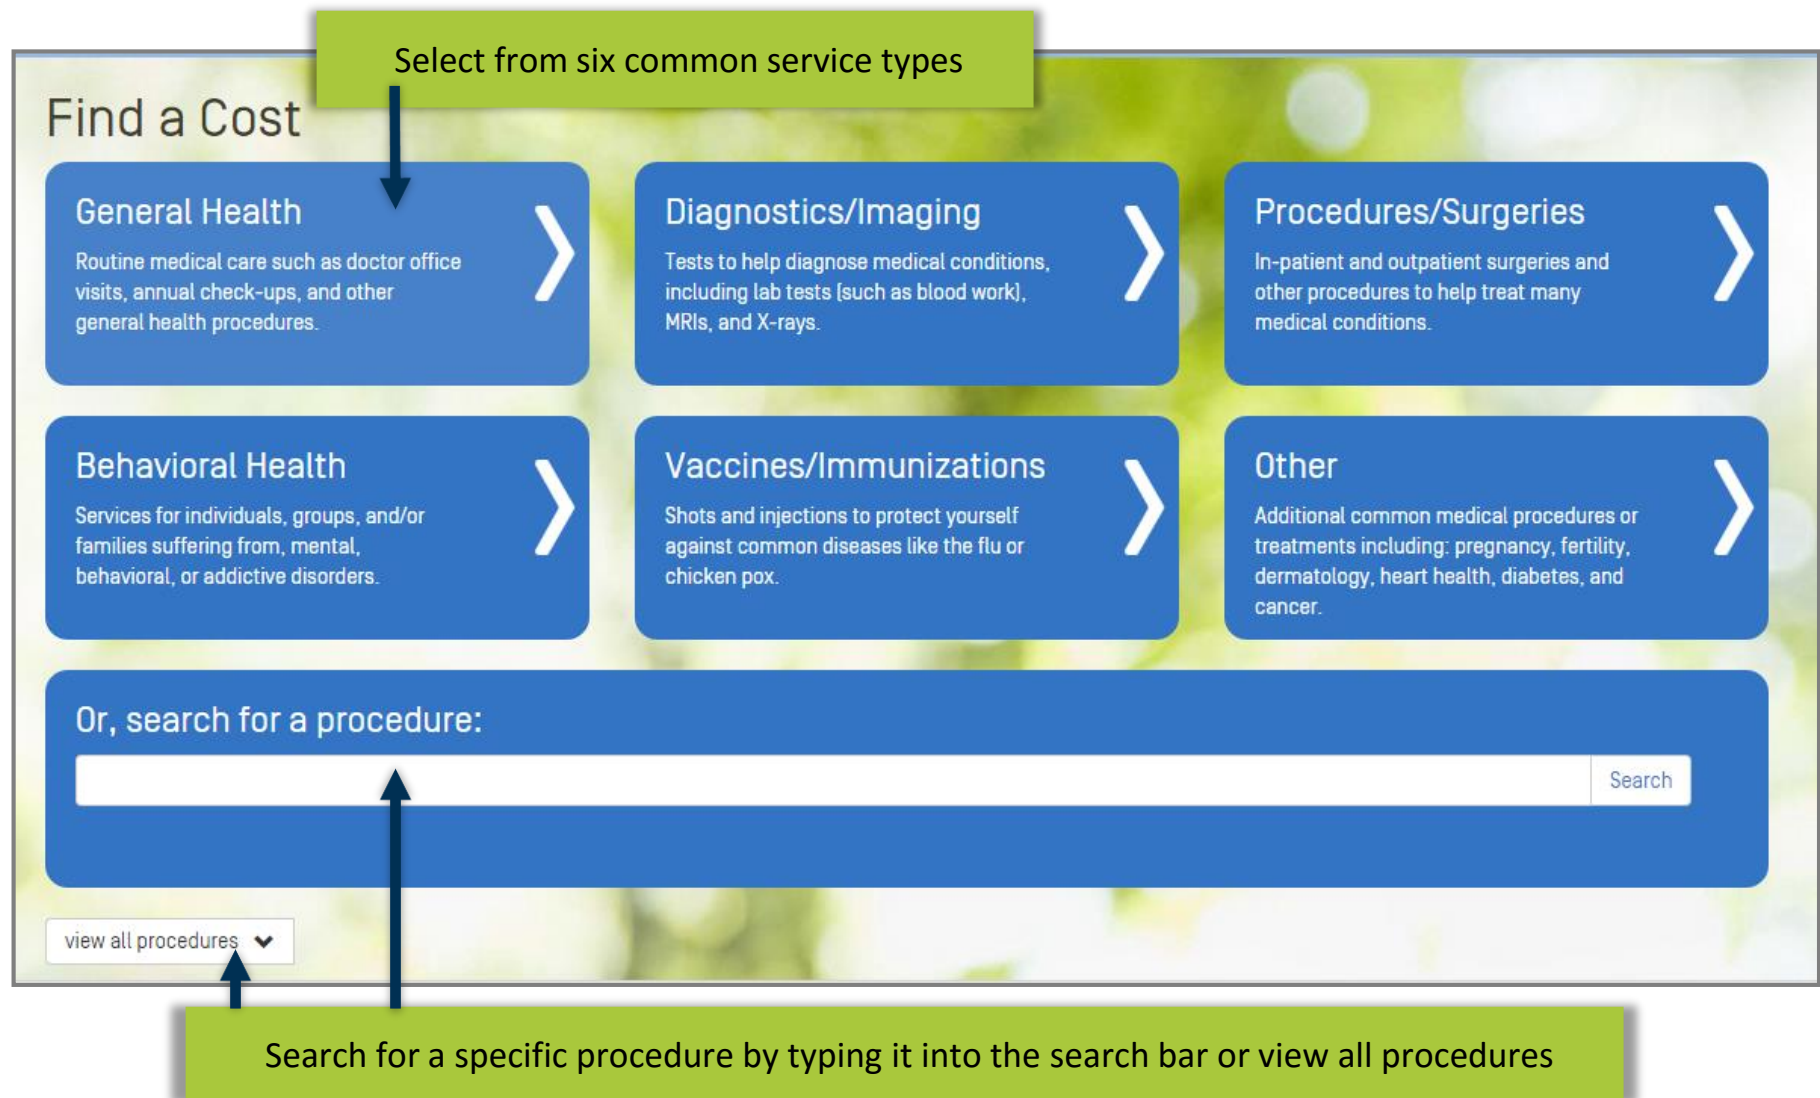 Select from six common service types
Find a Cost
General Health
Routine medical care such as doctor office
visits, annual check-ups, and other
general health procedures.
Diagnostics/Imaging
Tests to help diagnose medical conditions,
including lab tests (such as blood work),
MRIs, and X-rays.
Procedures/Surgeries
In-patient and outpatient surgeries and
other procedures to help treat many
medical conditions.
Behavioral Health
Services for individuals, groups, and/or
families suffering from, mental,
behavioral, or addictive disorders.
Vaccines/Immunizations
Shots and injections to protect yourself
against common diseases like the flu or
chicken pox.
Other
Additional common medical procedures or
treatments including: pregnancy, fertility,
dermatology, heart health, diabetes, and
cancer.
Or, search for a procedure:
Search
view all procedures
Search for a specific procedure by typing it into the search bar or view all procedures